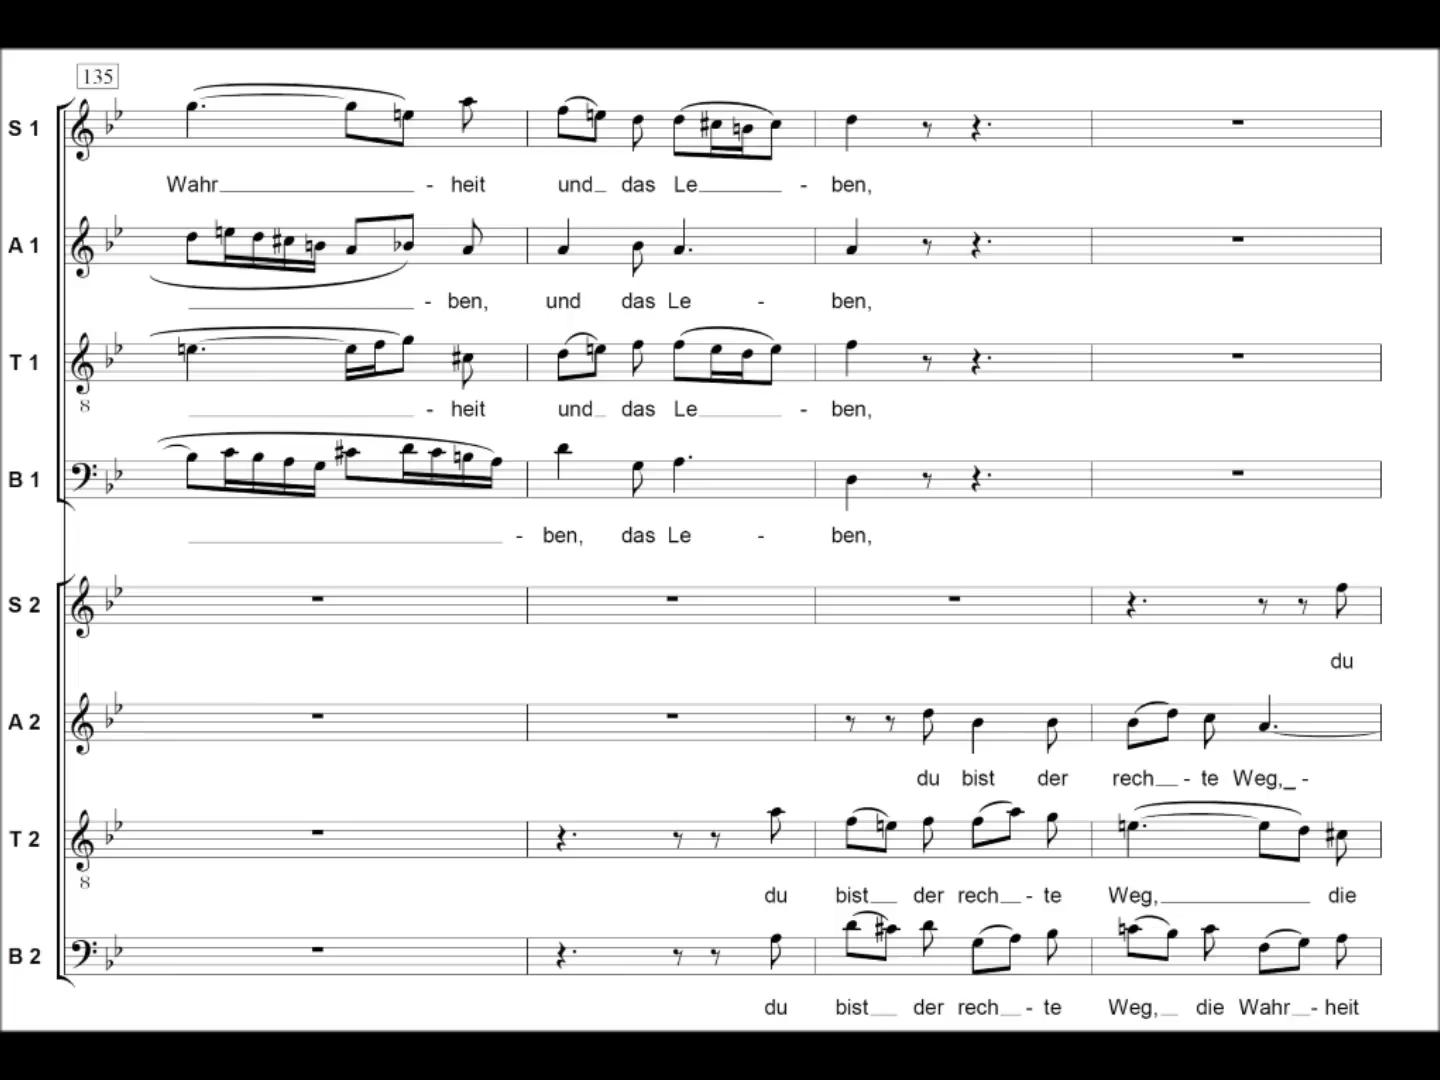 135
S 1
Wahr - heit und das Le - ben,
A 1
- ben, und das Le - ben,
T 1
8
- heit und das Le - ben,
B 1
- ben, das Le - ben,
S 2
du
A 2
du bist der rech - te Weg, -
T 2
8
du bist der rech - te Weg, die
B 2
du bist der rech - te Weg, die Wahr - heit